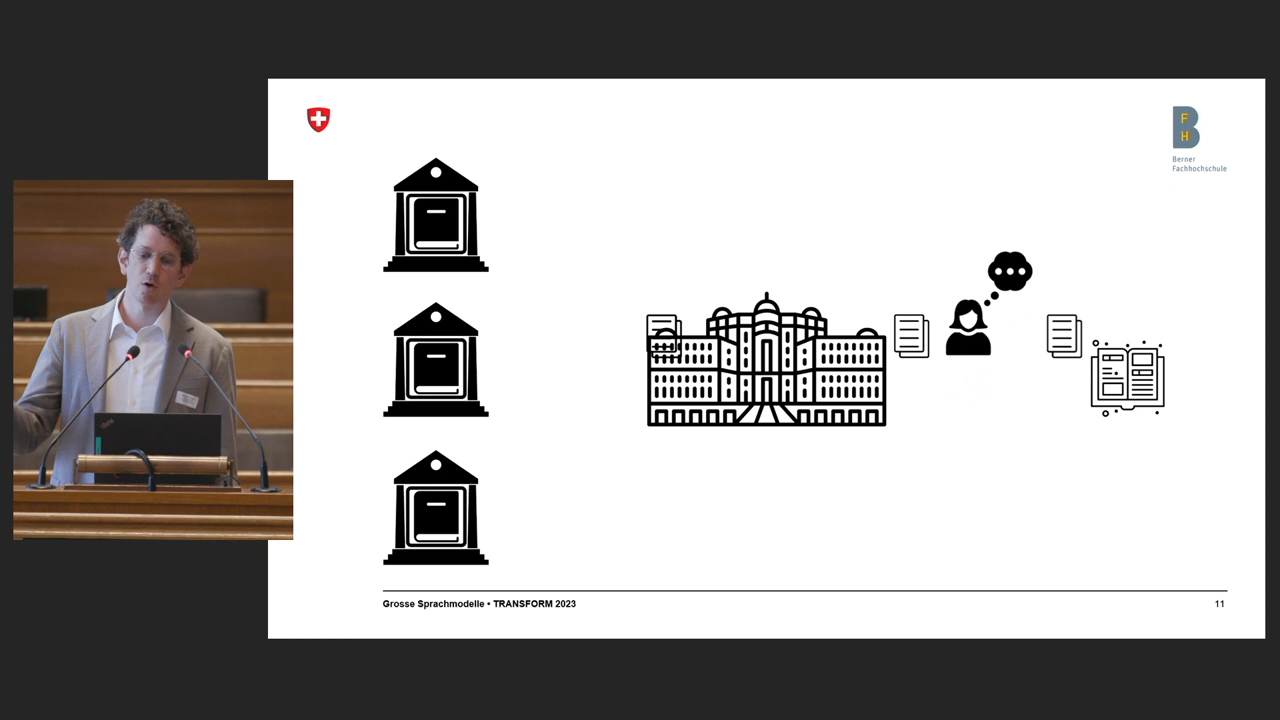 F
H
Berner
Fachhochschule
Grosse Sprachmodelle • TRANSFORM 2023
11